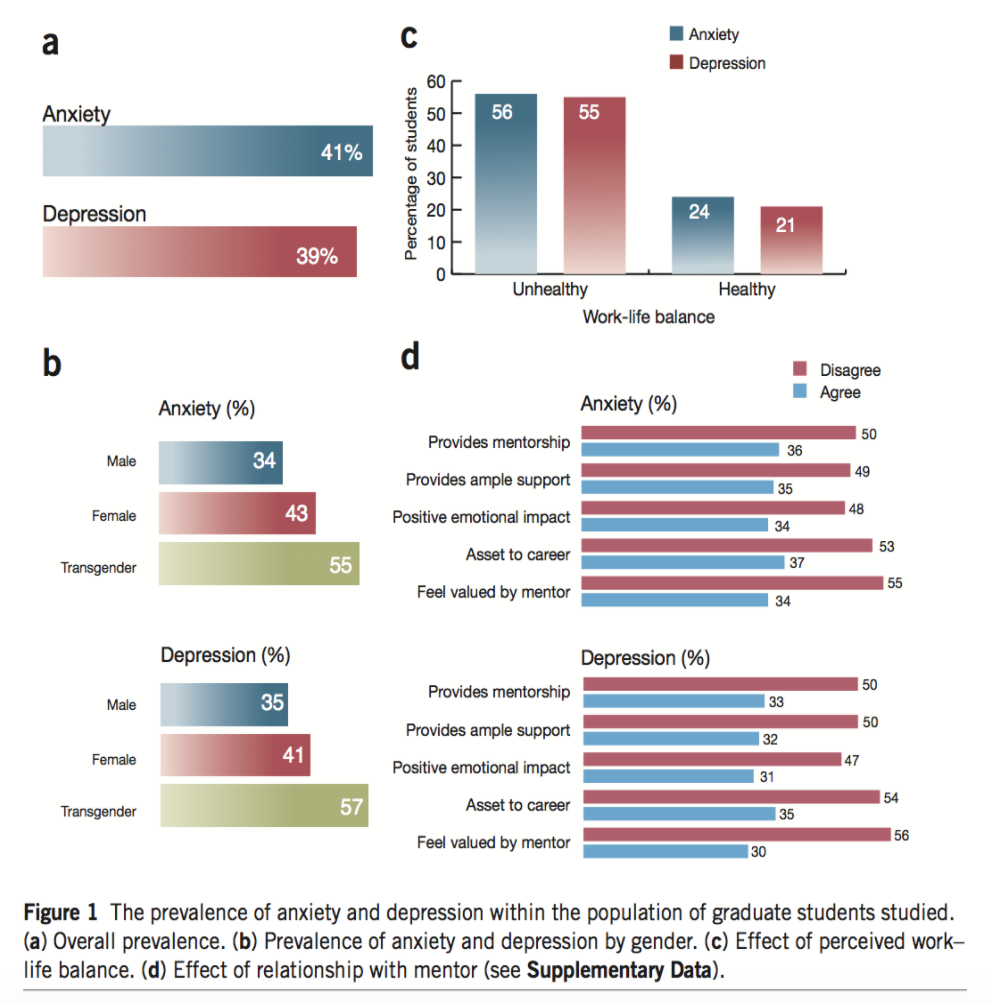 a
Anxiety
41%
Depression
39%
c
Anxiety
Depression
Percentage of students
60
50
40
30
20
10
0
56
55
24
21
Unhealthy
Healthy
Work-life balance
b
Anxiety (%)
Male
34
Female
43
Transgender
55
Depression (%)
Male
35
Female
41
Transgender
57
d
Disagree
Agree
Anxiety (%)
Provides mentorship
50
36
Provides ample support
49
35
Positive emotional impact
48
34
Asset to career
53
37
Feel valued by mentor
55
34
Depression (%)
Provides mentorship
50
33
Provides ample support
50
32
Positive emotional impact
47
31
Asset to career
54
35
Feel valued by mentor
56
30
Figure 1 The prevalence of anxiety and depression within the population of graduate students studied.
(a) Overall prevalence. (b) Prevalence of anxiety and depression by gender. (c) Effect of perceived work–
life balance. (d) Effect of relationship with mentor (see Supplementary Data).